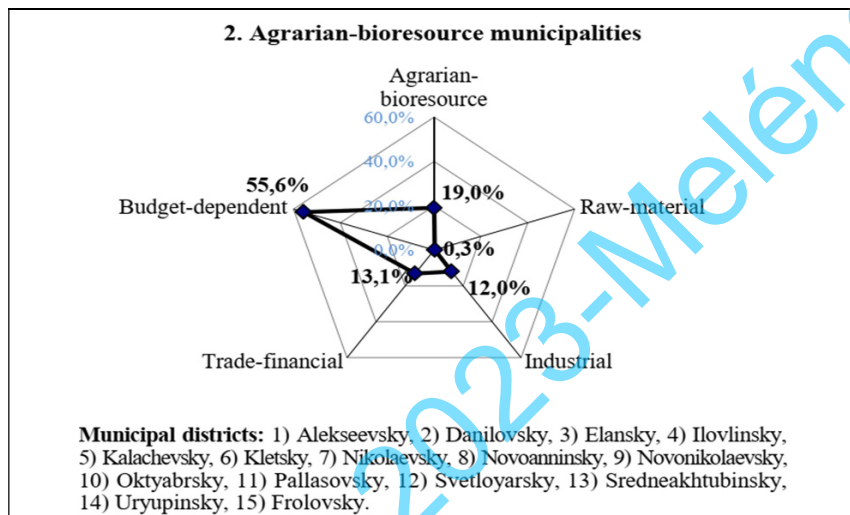 2. Agrarian-bioresource municipalities
Agrarian-
bioresource
60,0%
40,0%
55,6%
20,0%
19,0%
Budget-dependent
Raw-material
0,0%
0,3%
13,1%
12,0%
Trade-financial
Industrial
Municipal districts: 1) Alekseevsky, 2) Danilovsky, 3) Elansky, 4) Ilovlinsky,
5) Kalachevsky, 6) Kletsky, 7) Nikolaevsky, 8) Novoanninsky, 9) Novonikolaevsky,
10) Oktyabrsky, 11) Pallasovsky, 12) Svetloyarsky, 13) Sredneakhtubinsky,
14) Uryupinsky, 15) Frolovsky.
2023-Melén